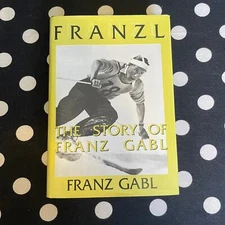 FRANZL
THE STORY OF
FRANZ GABL
FRANZ GABL